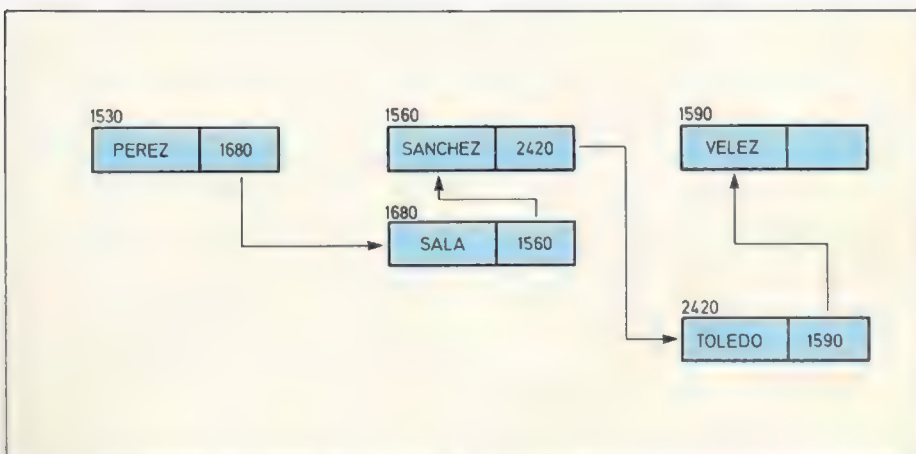 1530
PEREZ 1680
1560
SANCHEZ 2420
1590
VELEZ
1680
SALA 1560
2420
TOLEDO 1590